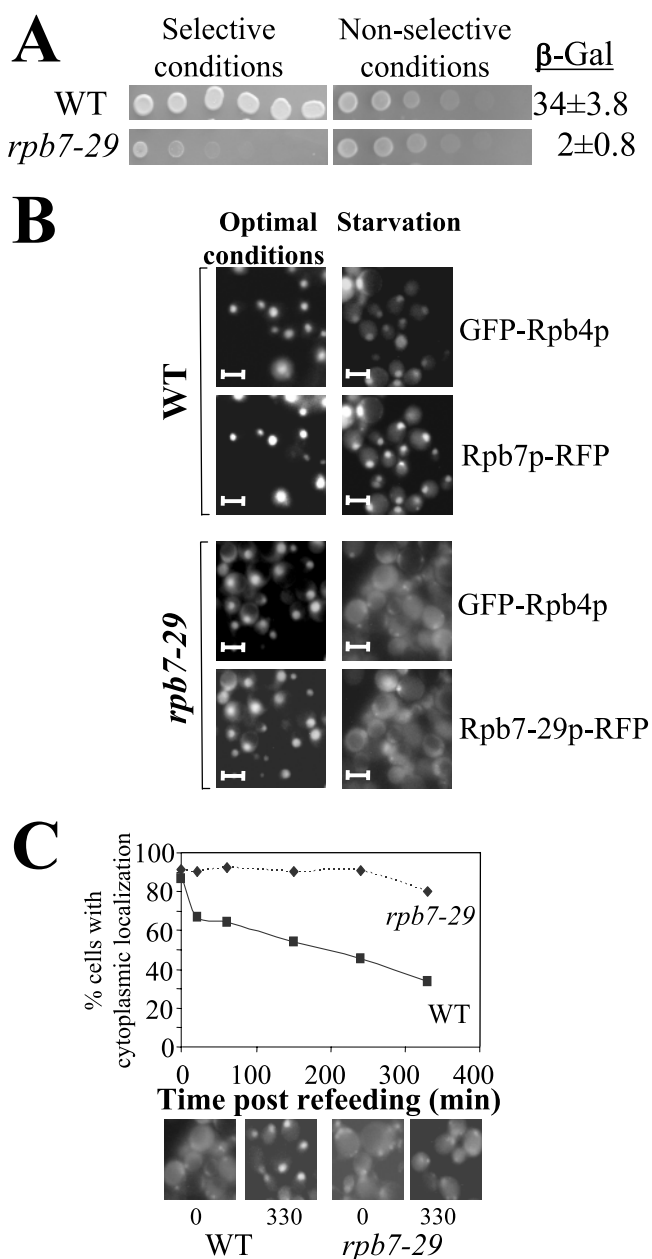 A
Selective conditions
Non-selective conditions
β-Gal
WT
34±3.8
rpb7-29
2±0.8
B
Optimal conditions
Starvation
WT
GFP-Rpb4p
Rpb7p-RFP
rpb7-29
GFP-Rpb4p
Rpb7-29p-RFP
C
% cells with cytoplasmic localization
100
80
60
40
20
0
rpb7-29
WT
0 100 200 300 400
Time post refeeding (min)
0 330 0 330
WT rpb7-29